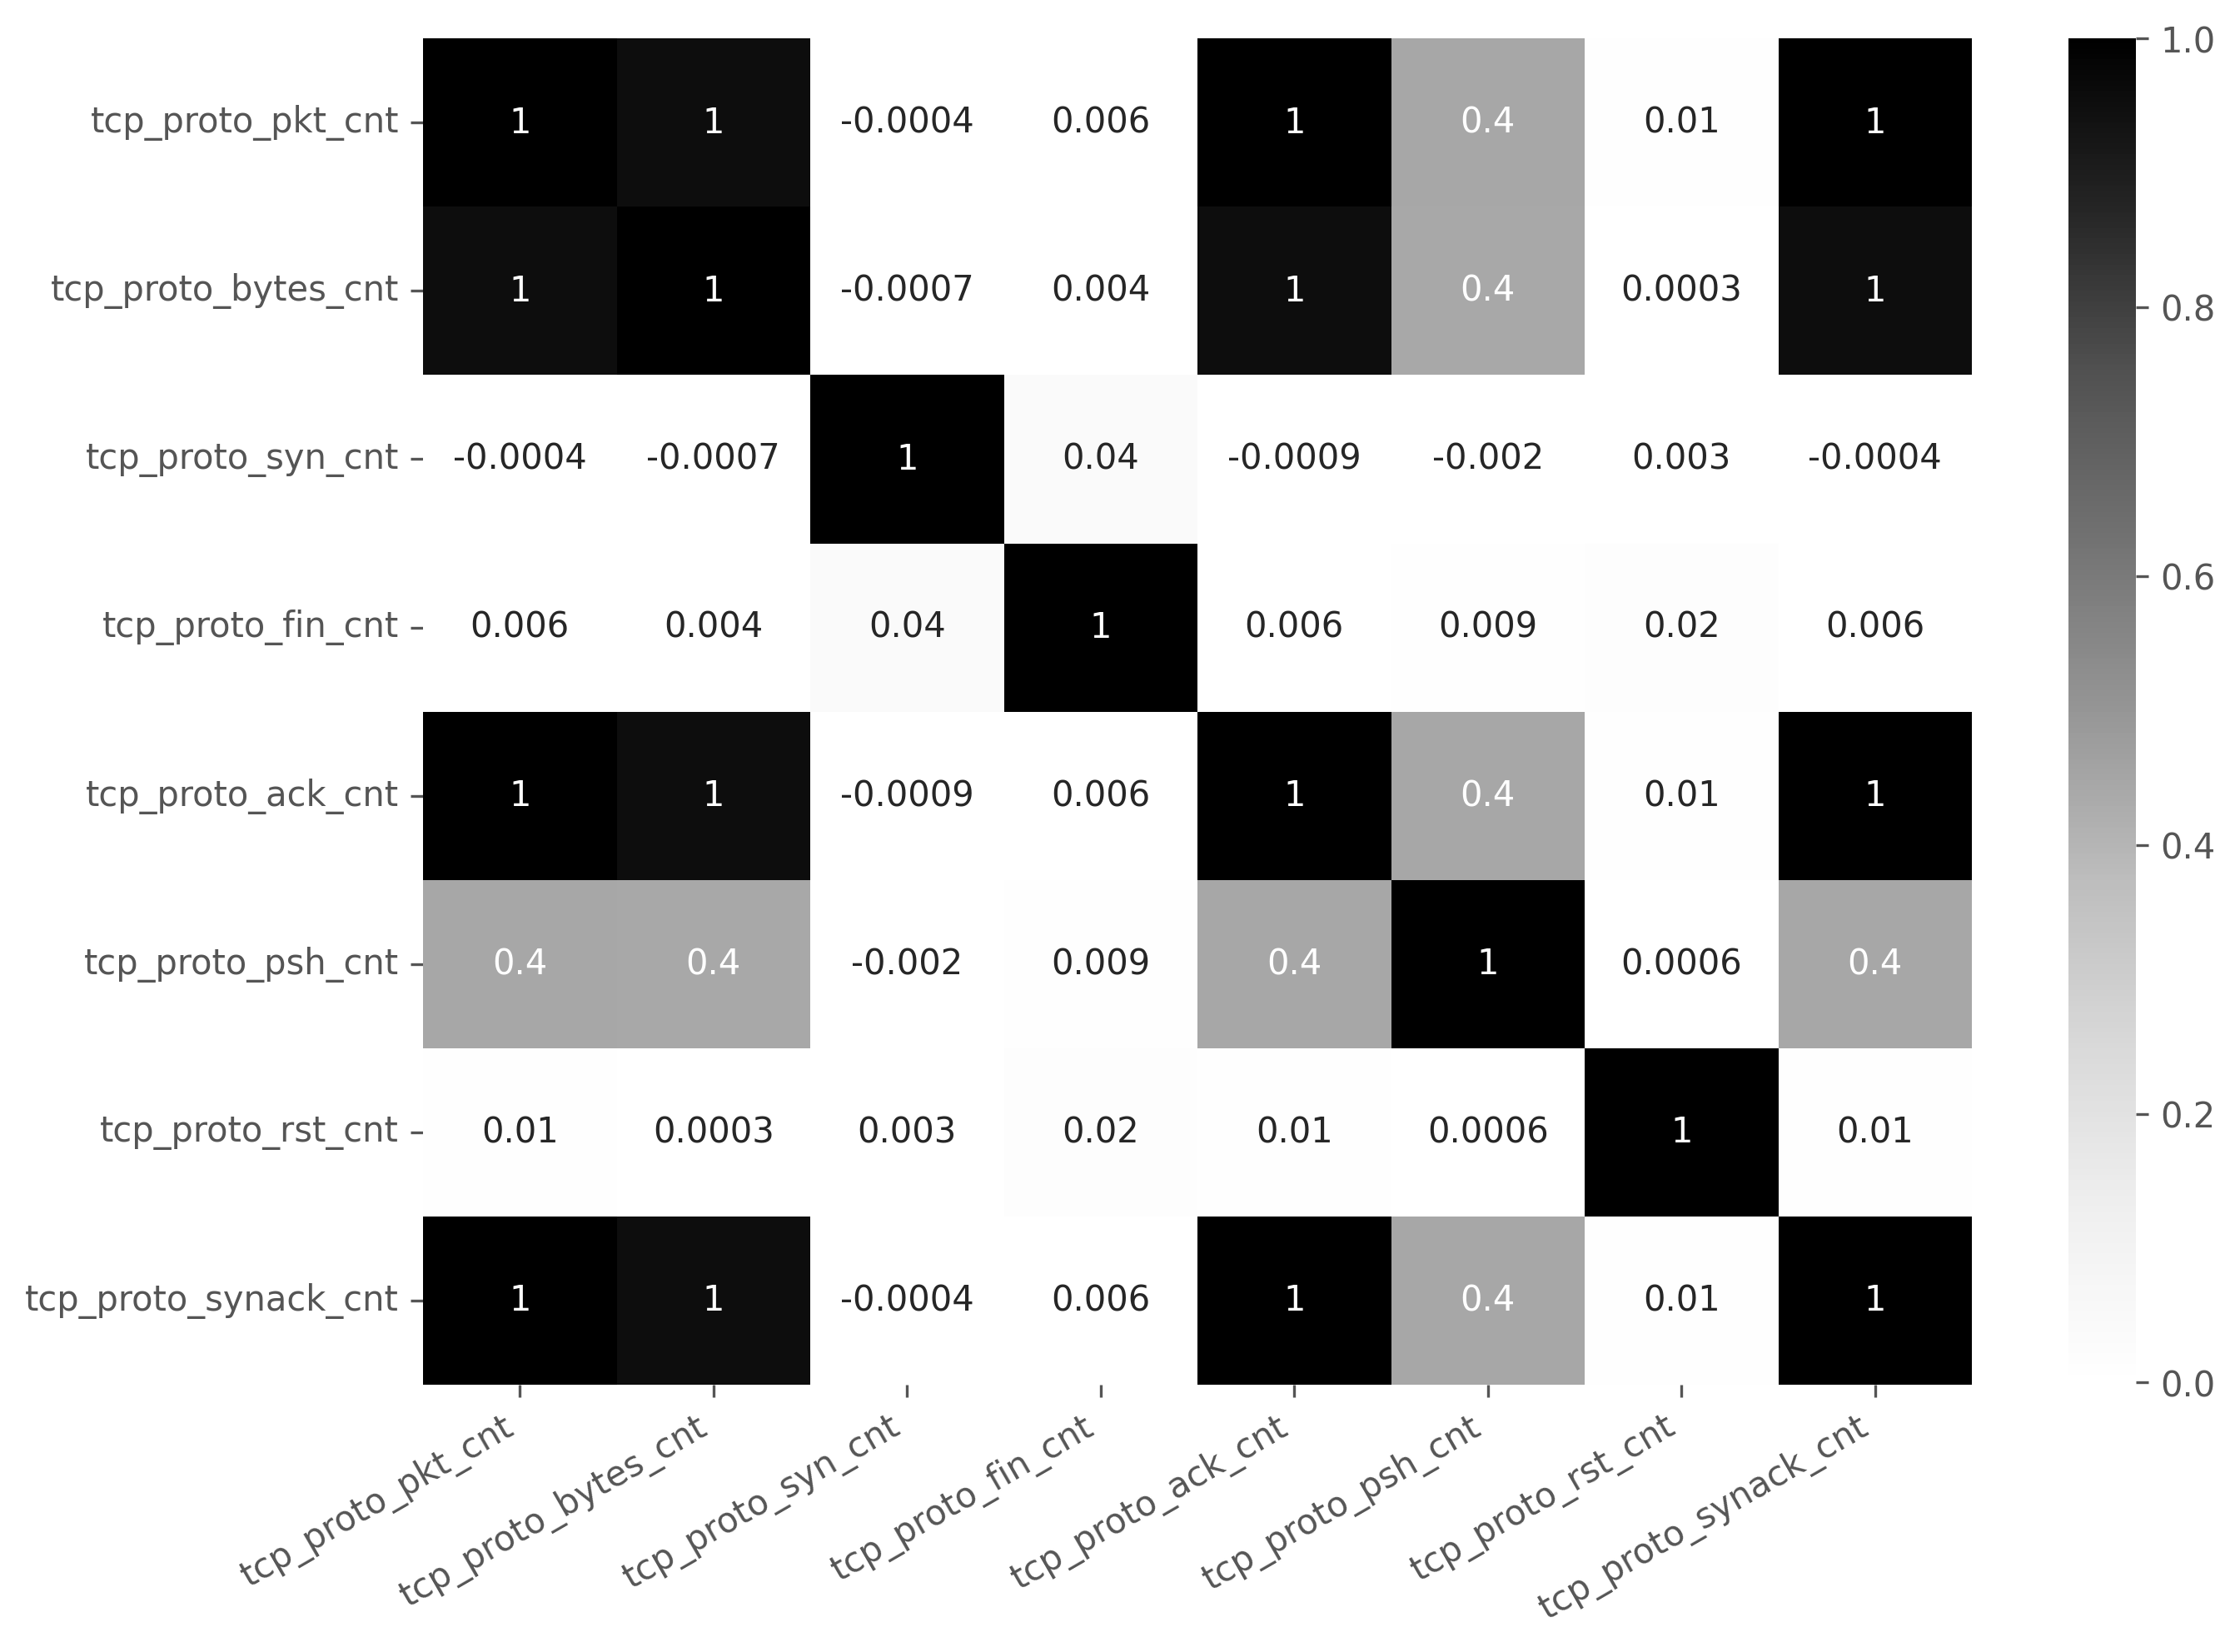 tcp_proto_pkt_cnt 1 1 -0.0004 0.006 1 0.4 0.01 1
tcp_proto_bytes_cnt 1 1 -0.0007 0.004 1 0.4 0.0003 1
tcp_proto_syn_cnt -0.0004 -0.0007 1 0.04 -0.0009 -0.002 0.003 -0.0004
tcp_proto_fin_cnt 0.006 0.004 0.04 1 0.006 0.009 0.02 0.006
tcp_proto_ack_cnt 1 1 -0.0009 0.006 1 0.4 0.01 1
tcp_proto_psh_cnt 0.4 0.4 -0.002 0.009 0.4 1 0.0006 0.4
tcp_proto_rst_cnt 0.01 0.0003 0.003 0.02 0.01 0.0006 1 0.01
tcp_proto_synack_cnt 1 1 -0.0004 0.006 1 0.4 0.01 1
tcp_proto_pkt_cnt
tcp_proto_bytes_cnt
tcp_proto_syn_cnt
tcp_proto_fin_cnt
tcp_proto_ack_cnt
tcp_proto_psh_cnt
tcp_proto_rst_cnt
tcp_proto_synack_cnt
1.0
0.8
0.6
0.4
0.2
0.0